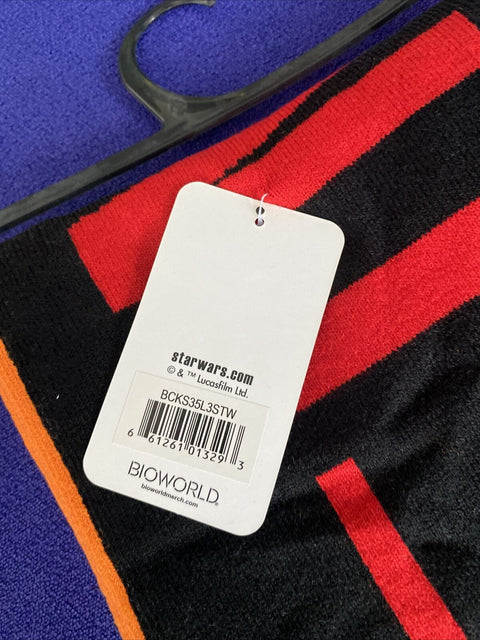 starwars.com
© & ™ Lucasfilm Ltd.
BCKS35L3STW
6 61261 01329 3
BIOWORLD®
bioworldmerch.com